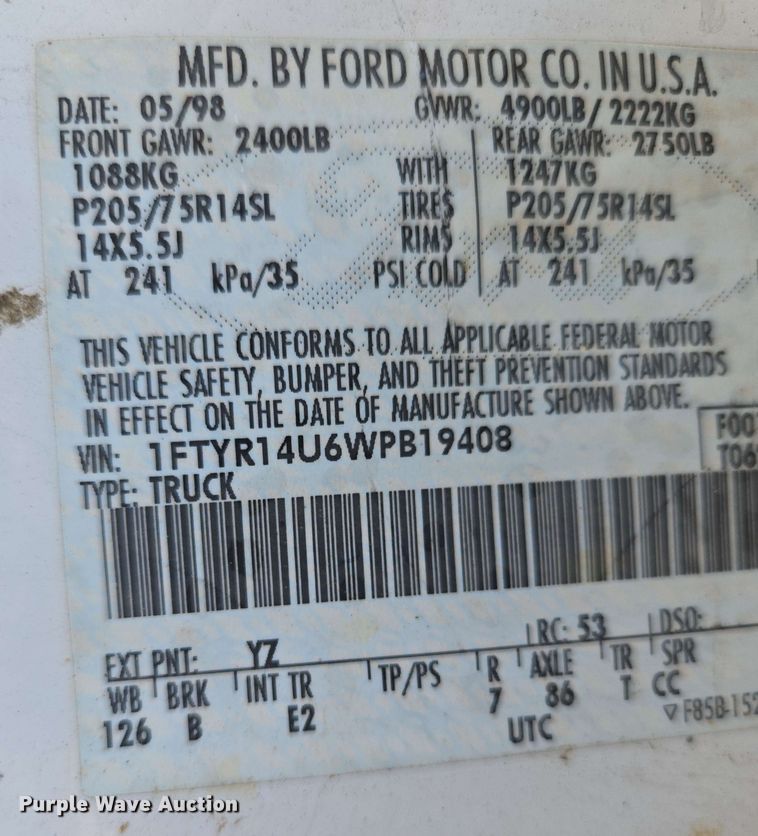 MFD. BY FORD MOTOR CO. IN U.S.A.
DATE: 05/98 GVWR: 4900LB/ 2222KG
FRONT GAWR: 2400LB REAR GAWR: 2750LB
1088KG WITH 1247KG
P205/75R14SL TIRES P205/75R14SL
14X5.5J RIMS 14X5.5J
AT 241 kPa/35 PSI COLD AT 241 kPa/35
THIS VEHICLE CONFORMS TO ALL APPLICABLE FEDERAL MOTOR
VEHICLE SAFETY, BUMPER, AND THEFT PREVENTION STANDARDS
IN EFFECT ON THE DATE OF MANUFACTURE SHOWN ABOVE.
VIN: 1FTYR14U6WPB19408
F00
TYPE: TRUCK
T06
RC: 53 DSO:
EXT PNT: YZ
WB BRK INT TR TP/PS R AXLE TR SPR
126 B E2 7 86 T CC
UTC
▽F85B-152
Purple Wave Auction